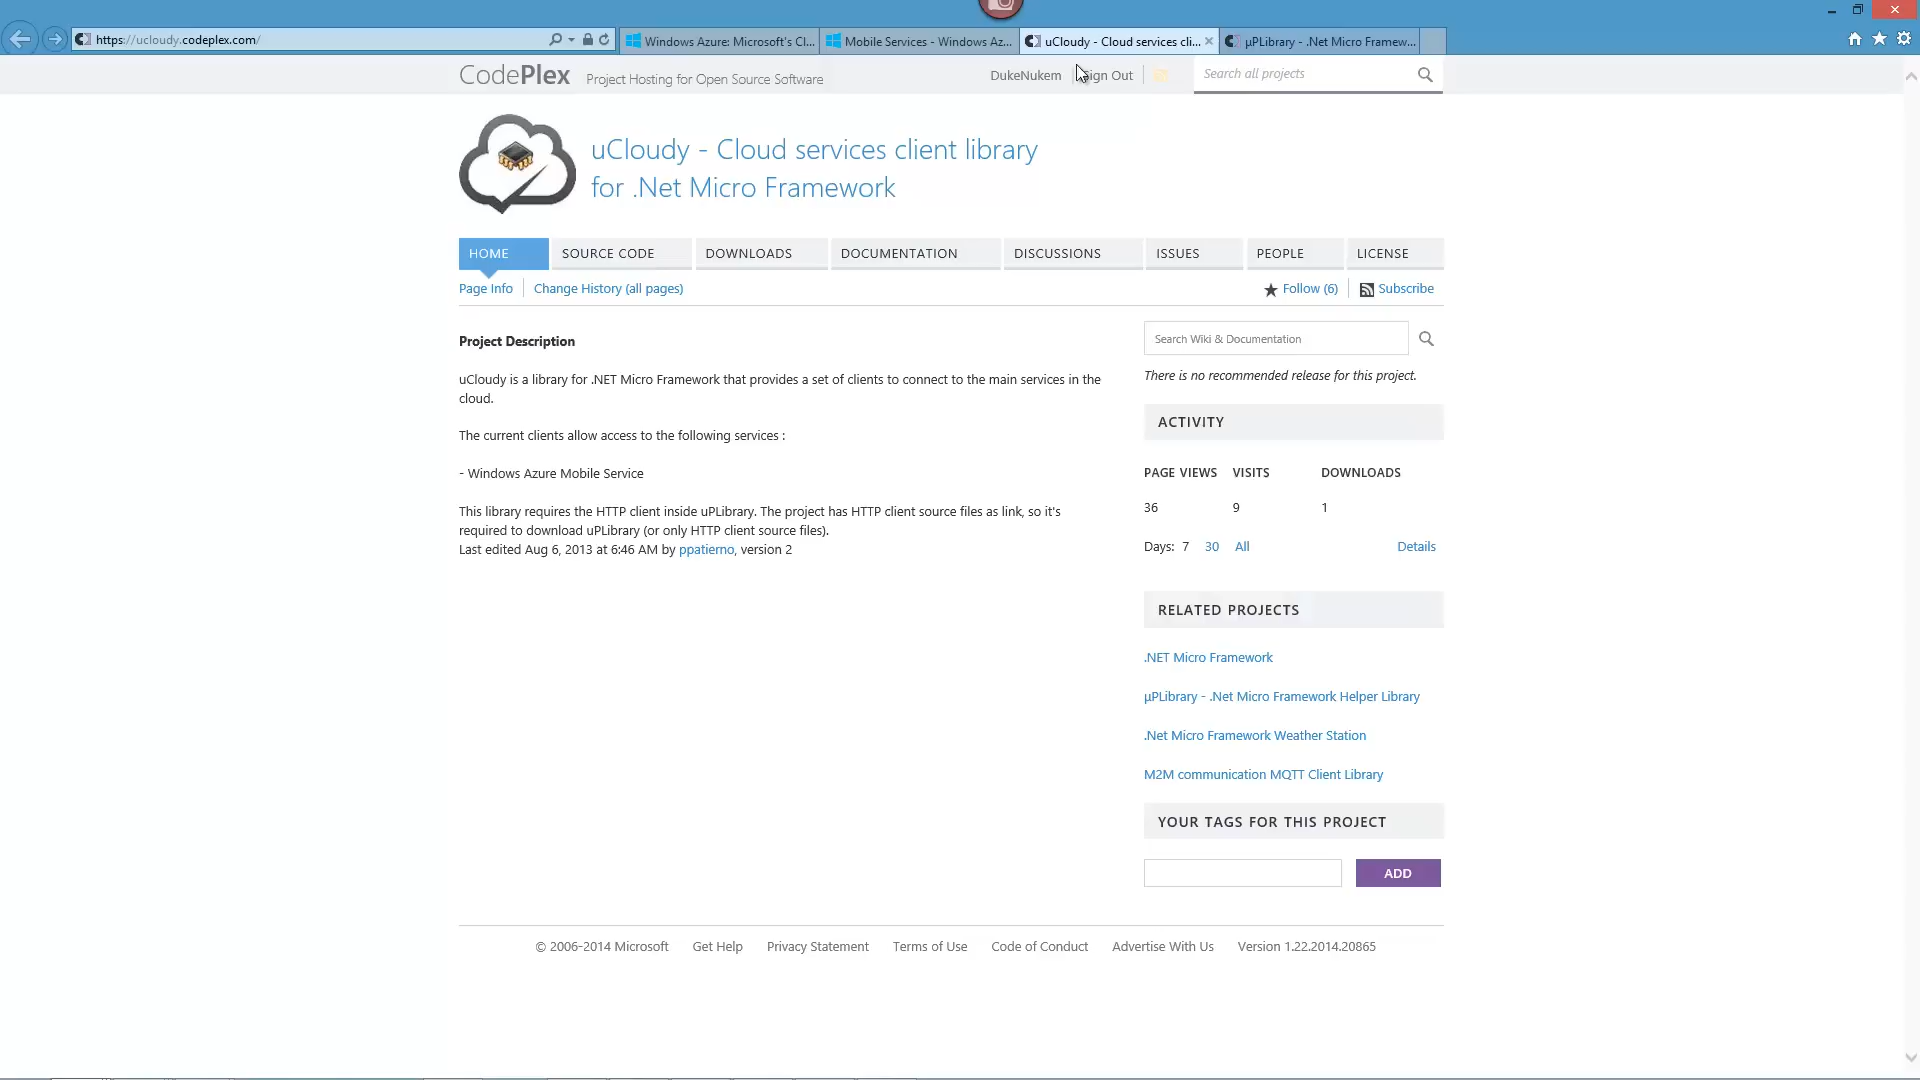 https://ucloudy.codeplex.com/
Windows Azure: Microsoft's Cl...
Mobile Services - Windows Az...
uCloudy - Cloud services cli...
µPLibrary - .Net Micro Framew...
CodePlex Project Hosting for Open Source Software
DukeNukem
Sign Out
Search all projects
uCloudy - Cloud services client library
for .Net Micro Framework
HOME SOURCE CODE DOWNLOADS DOCUMENTATION DISCUSSIONS ISSUES PEOPLE LICENSE
Page Info Change History (all pages)
Follow (6) Subscribe
Project Description
uCloudy is a library for .NET Micro Framework that provides a set of clients to connect to the main services in the
cloud.
The current clients allow access to the following services :
- Windows Azure Mobile Service
This library requires the HTTP client inside uPLibrary. The project has HTTP client source files as link, so it's
required to download uPLibrary (or only HTTP client source files).
Last edited Aug 6, 2013 at 6:46 AM by ppatierno, version 2
Search Wiki & Documentation
There is no recommended release for this project.
ACTIVITY
PAGE VIEWS VISITS DOWNLOADS
36 9 1
Days: 7 30 All Details
RELATED PROJECTS
.NET Micro Framework
µPLibrary - .Net Micro Framework Helper Library
.Net Micro Framework Weather Station
M2M communication MQTT Client Library
YOUR TAGS FOR THIS PROJECT
ADD
© 2006-2014 Microsoft Get Help Privacy Statement Terms of Use Code of Conduct Advertise With Us Version 1.22.2014.20865